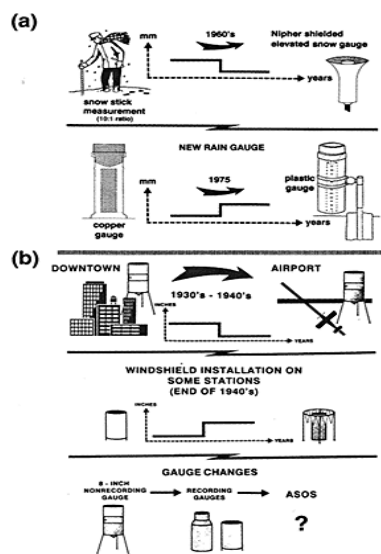 (a)
1960's
Nipher shielded
elevated snow gauge
mm
years
snow stick
measurement
(10:1 ratio)
NEW RAIN GAUGE
mm
1975
plastic
gauge
copper
gauge
years
(b)
DOWNTOWN
AIRPORT
1930's - 1940's
INCHES
YEARS
WINDSHIELD INSTALLATION ON
SOME STATIONS
(END OF 1940's)
INCHES
YEARS
GAUGE CHANGES
8 - INCH
NONRECORDING
GAUGE
RECORDING
GAUGES
ASOS
?